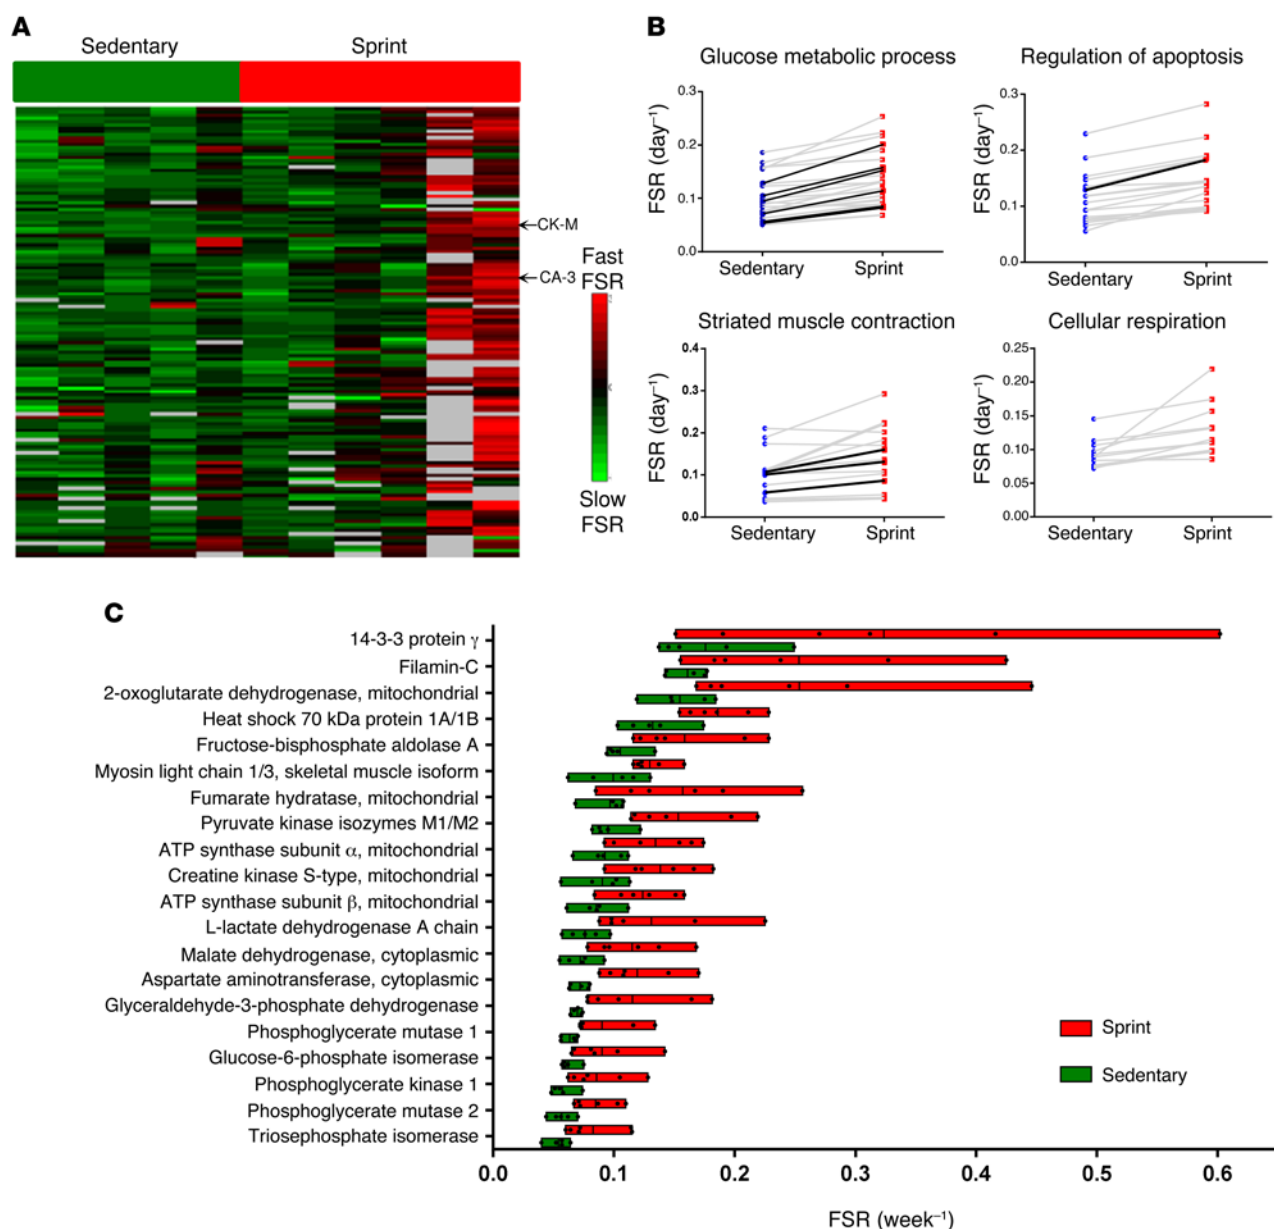 A
Sedentary
Sprint
CK-M
CA-3
Fast
FSR
Slow
FSR
B
Glucose metabolic process
FSR (day⁻¹)
0.3
0.2
0.1
0.0
Sedentary
Sprint
Regulation of apoptosis
FSR (day⁻¹)
0.3
0.2
0.1
0.0
Sedentary
Sprint
Striated muscle contraction
FSR (day⁻¹)
0.4
0.3
0.2
0.1
0.0
Sedentary
Sprint
Cellular respiration
FSR (day⁻¹)
0.25
0.20
0.15
0.10
0.05
0.00
Sedentary
Sprint
C
14-3-3 protein γ
Filamin-C
2-oxoglutarate dehydrogenase, mitochondrial
Heat shock 70 kDa protein 1A/1B
Fructose-bisphosphate aldolase A
Myosin light chain 1/3, skeletal muscle isoform
Fumarate hydratase, mitochondrial
Pyruvate kinase isozymes M1/M2
ATP synthase subunit α, mitochondrial
Creatine kinase S-type, mitochondrial
ATP synthase subunit β, mitochondrial
L-lactate dehydrogenase A chain
Malate dehydrogenase, cytoplasmic
Aspartate aminotransferase, cytoplasmic
Glyceraldehyde-3-phosphate dehydrogenase
Phosphoglycerate mutase 1
Glucose-6-phosphate isomerase
Phosphoglycerate kinase 1
Phosphoglycerate mutase 2
Triosephosphate isomerase
Sprint
Sedentary
0.0 0.1 0.2 0.3 0.4 0.5 0.6
FSR (week⁻¹)